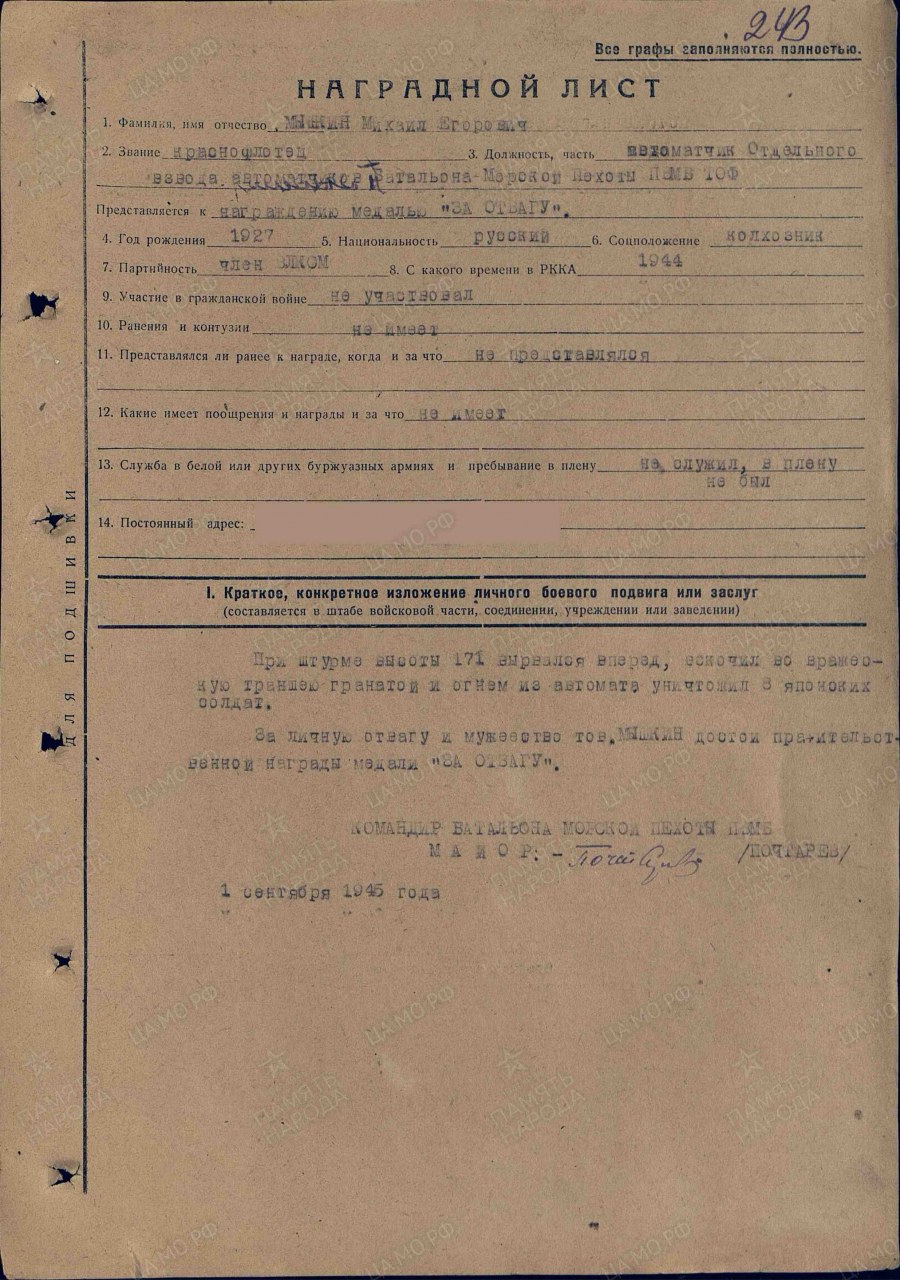 243
Все графы заполняются полностью.
НАГРАДНОЙ ЛИСТ
1. Фамилия, имя отчество МЫШКИН Михаил Егорович
2. Звание краснофлотец 3. Должность, часть автоматчик Отдельного
взвода Батальона Морской Пехоты ПВМБ ТОФ
Представляется к награждению медалью "ЗА ОТВАГУ".
4. Год рождения 1927 5. Национальность русский 6. Соцположение колхозник
7. Партийность член ВЛКСМ 8. С какого времени в РККА 1944
9. Участие в гражданской войне не участвовал
10. Ранения и контузии не имеет
11. Представлялся ли ранее к награде, когда и за что не представлялся
12. Какие имеет поощрения и награды и за что не имеет
13. Служба в белой или других буржуазных армиях и пребывание в плену не служил, в плену
не был
14. Постоянный адрес:
I. Краткое, конкретное изложение личного боевого подвига или заслуг
(составляется в штабе войсковой части, соединении, учреждении или заведении)
При штурме высоты 171 вырвался вперед, вскочил во вражес-
кую траншею гранатой и огнем из автомата уничтожил японских
солдат.
За личную отвагу и мужество тов. МЫШКИН достоин правительст-
венной награды медали "ЗА ОТВАГУ".
КОМАНДИР БАТАЛЬОНА МОРСКОЙ ПЕХОТЫ ПВМБ
МАЙОР: - /ПОЧТАРЕВ/
1 сентября 1945 года
ДЛЯ ПОДШИВКИ
ЦАМО.РФ
ПАМЯТЬ
НАРОДА